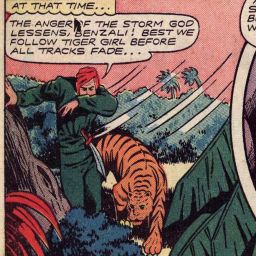 AT THAT TIME...
THE ANGER OF THE STORM GOD
LESSENS, BENZALI! BEST WE
FOLLOW TIGER GIRL BEFORE
ALL TRACKS FADE...